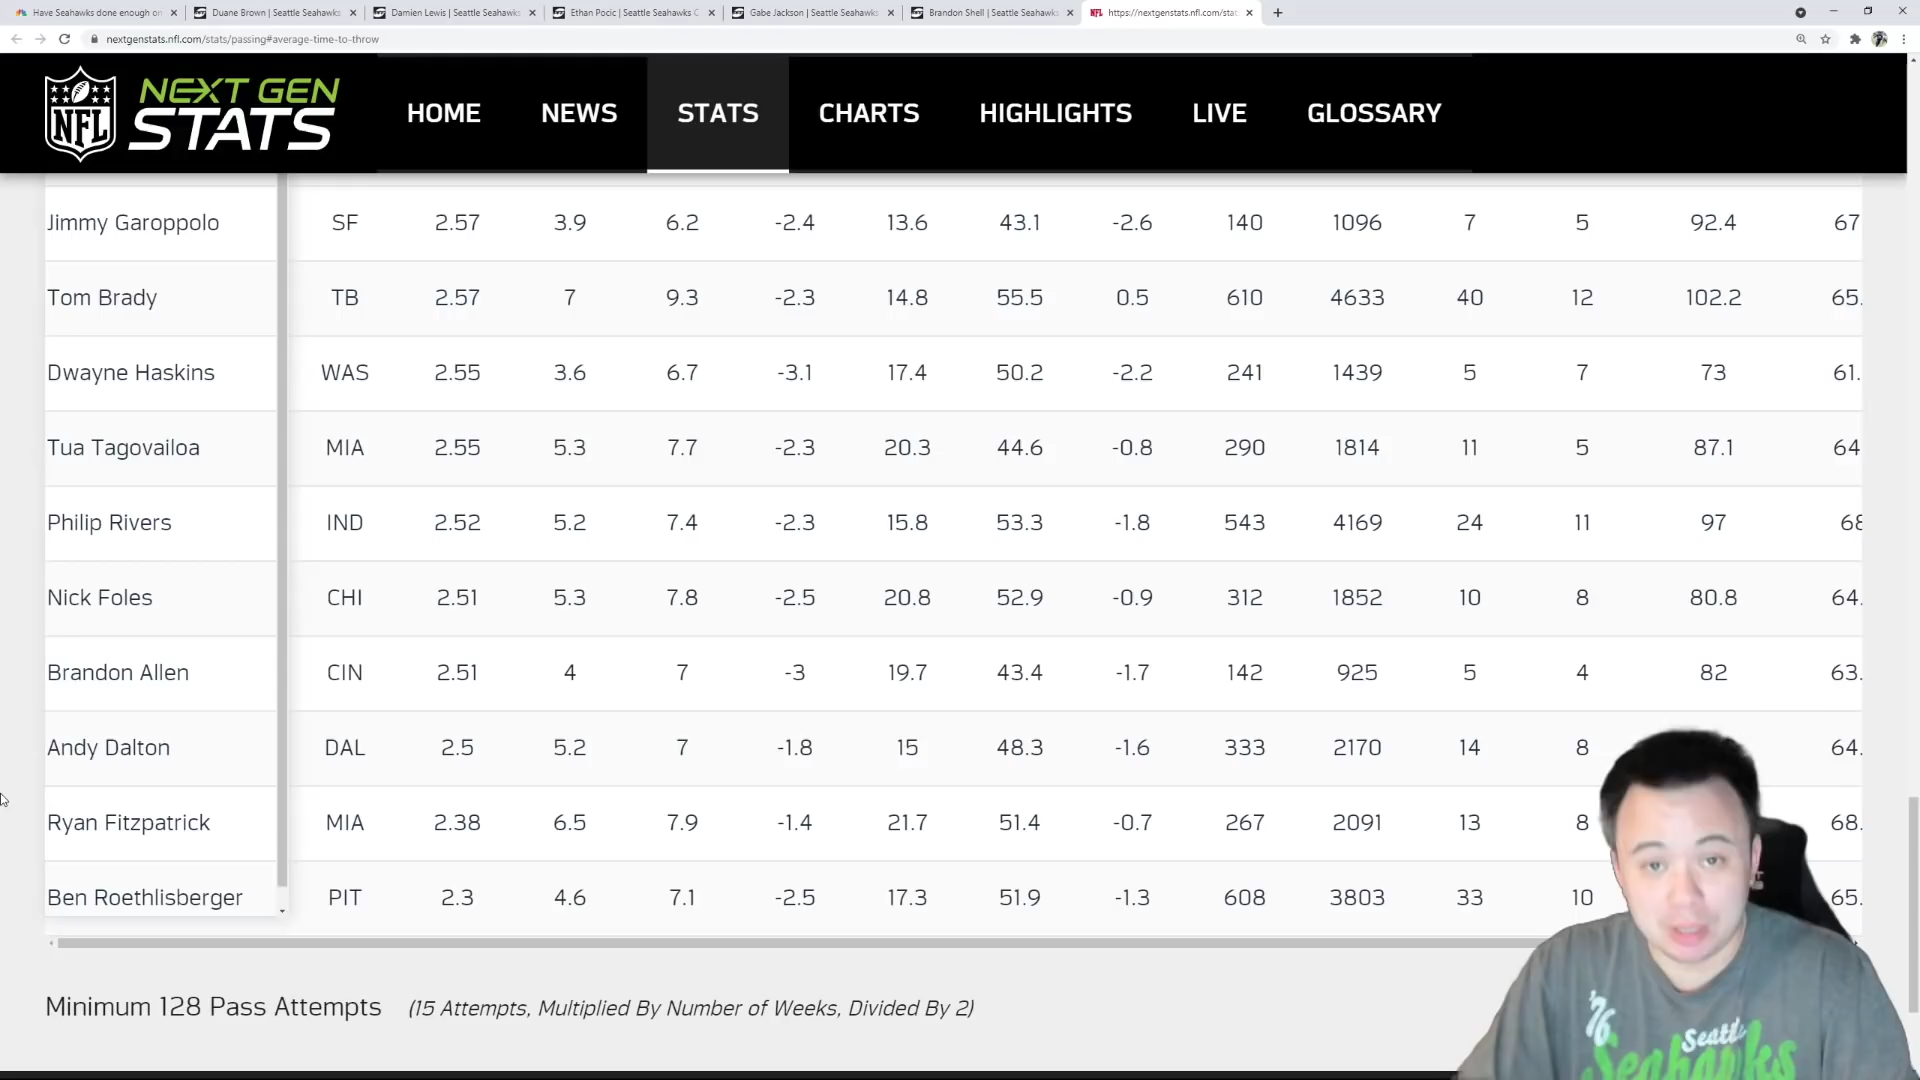 Have Seahawks done enough on
Duane Brown | Seattle Seahawks
Damien Lewis | Seattle Seahawks
Ethan Pocic | Seattle Seahawks C
Gabe Jackson | Seattle Seahawks
Brandon Shell | Seattle Seahawks
https://nextgenstats.nfl.com/stat
nextgenstats.nfl.com/stats/passing#average-time-to-throw
NFL NEXT GEN STATS HOME NEWS STATS CHARTS HIGHLIGHTS LIVE GLOSSARY
Jimmy Garoppolo SF 2.57 3.9 6.2 -2.4 13.6 43.1 -2.6 140 1096 7 5 92.4 67
Tom Brady TB 2.57 7 9.3 -2.3 14.8 55.5 0.5 610 4633 40 12 102.2 65.
Dwayne Haskins WAS 2.55 3.6 6.7 -3.1 17.4 50.2 -2.2 241 1439 5 7 73 61.
Tua Tagovailoa MIA 2.55 5.3 7.7 -2.3 20.3 44.6 -0.8 290 1814 11 5 87.1 64
Philip Rivers IND 2.52 5.2 7.4 -2.3 15.8 53.3 -1.8 543 4169 24 11 97 68
Nick Foles CHI 2.51 5.3 7.8 -2.5 20.8 52.9 -0.9 312 1852 10 8 80.8 64.
Brandon Allen CIN 2.51 4 7 -3 19.7 43.4 -1.7 142 925 5 4 82 63.
Andy Dalton DAL 2.5 5.2 7 -1.8 15 48.3 -1.6 333 2170 14 8 64.
Ryan Fitzpatrick MIA 2.38 6.5 7.9 -1.4 21.7 51.4 -0.7 267 2091 13 8 68.
Ben Roethlisberger PIT 2.3 4.6 7.1 -2.5 17.3 51.9 -1.3 608 3803 33 10 65.
Minimum 128 Pass Attempts (15 Attempts, Multiplied By Number of Weeks, Divided By 2)
'76
Seattle
Seahawks